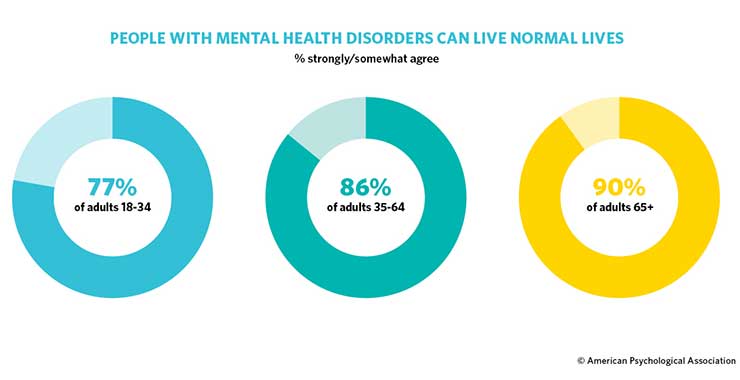 PEOPLE WITH MENTAL HEALTH DISORDERS CAN LIVE NORMAL LIVES
% strongly/somewhat agree
77%
of adults 18-34
86%
of adults 35-64
90%
of adults 65+
© American Psychological Association